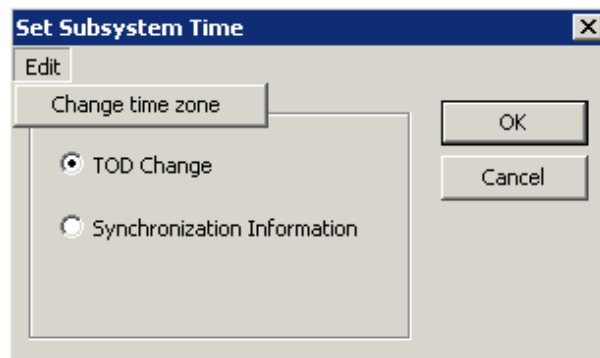 Set Subsystem Time
Edit
Change time zone
OK
TOD Change
Cancel
Synchronization Information